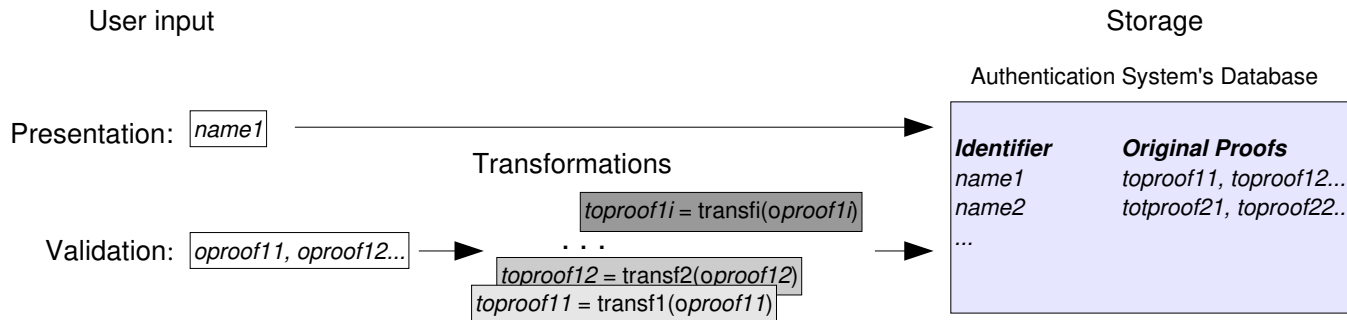 User input
Storage
Authentication System's Database
Presentation: name1
Identifier Original Proofs
Transformations
name1 toproof11, toproof12...
toproof1i = transfi(oproof1i)
name2 totproof21, toproof22...
Validation: oproof11, oproof12...
. . .
...
toproof12 = transf2(oproof12)
toproof11 = transf1(oproof11)